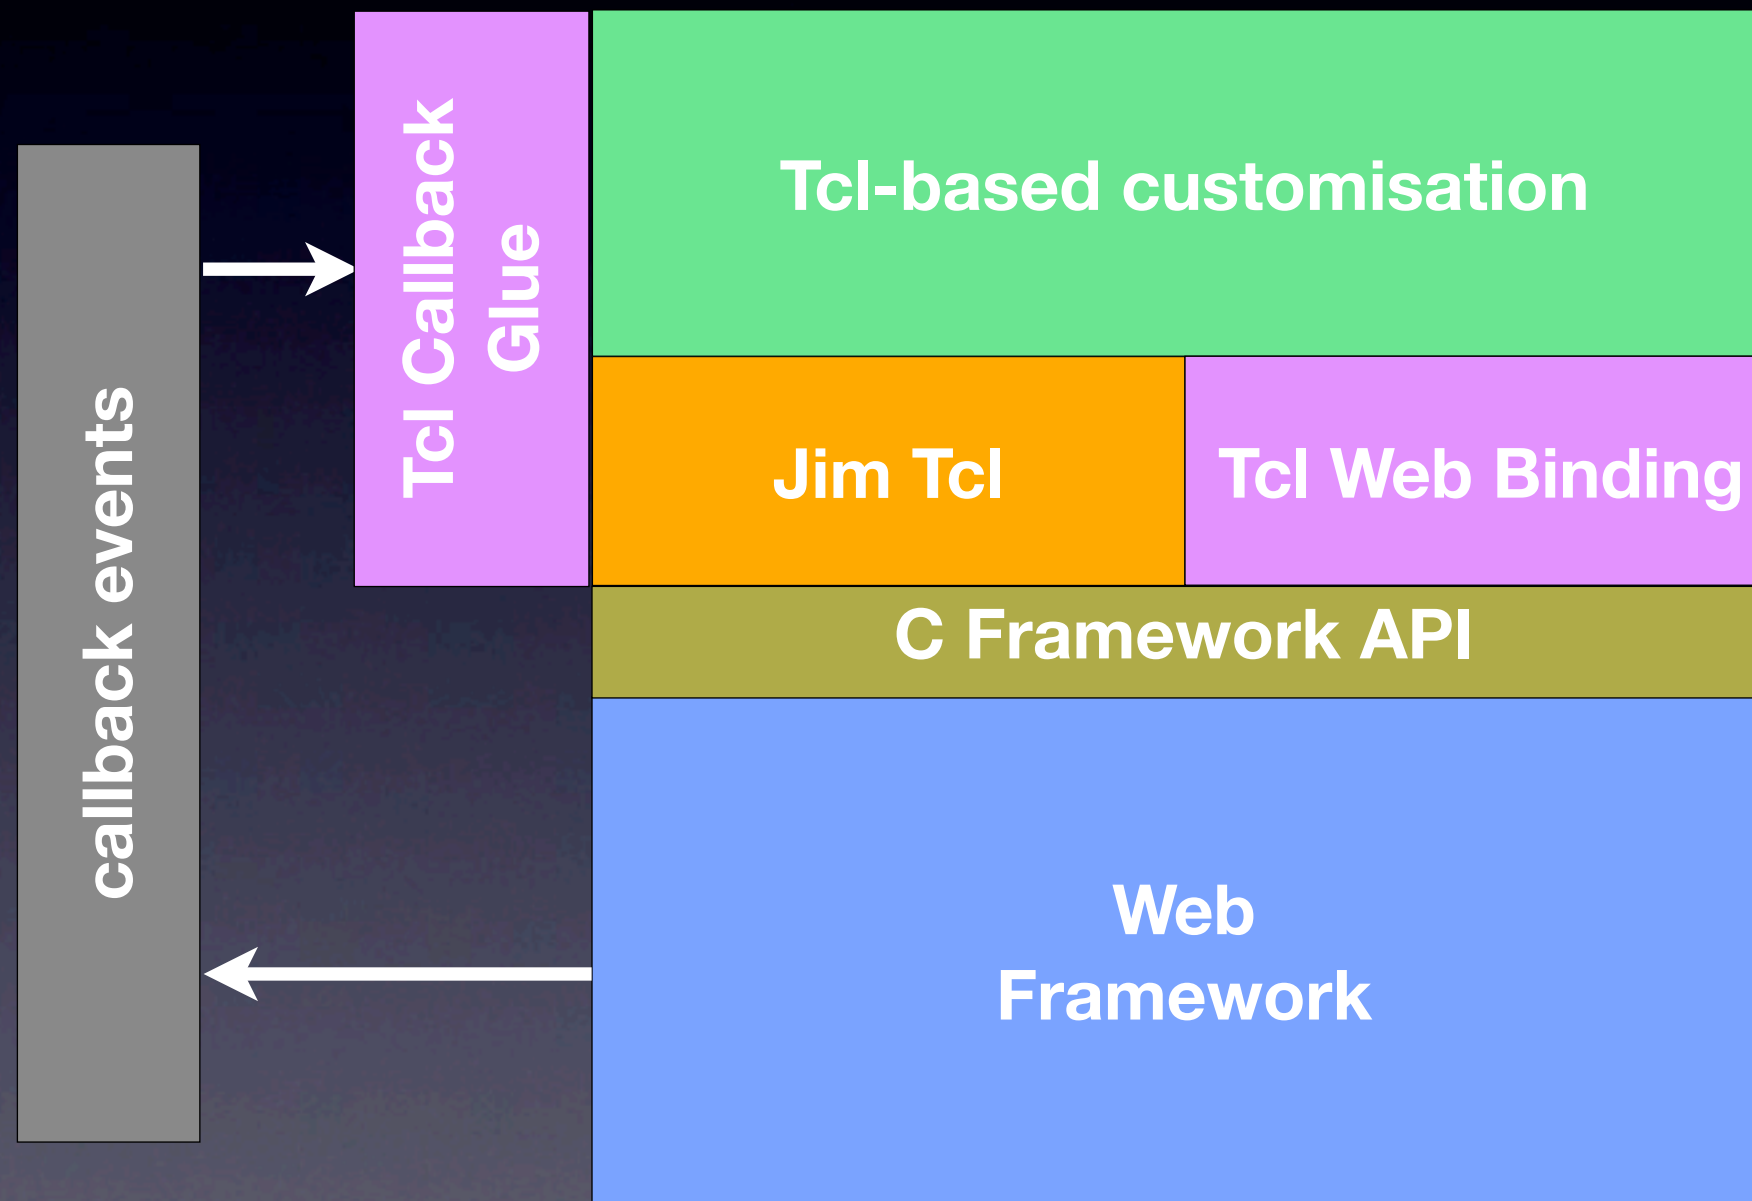 callback events
Tcl Callback
Glue
Tcl-based customisation
Jim Tcl
Tcl Web Binding
C Framework API
Web
Framework